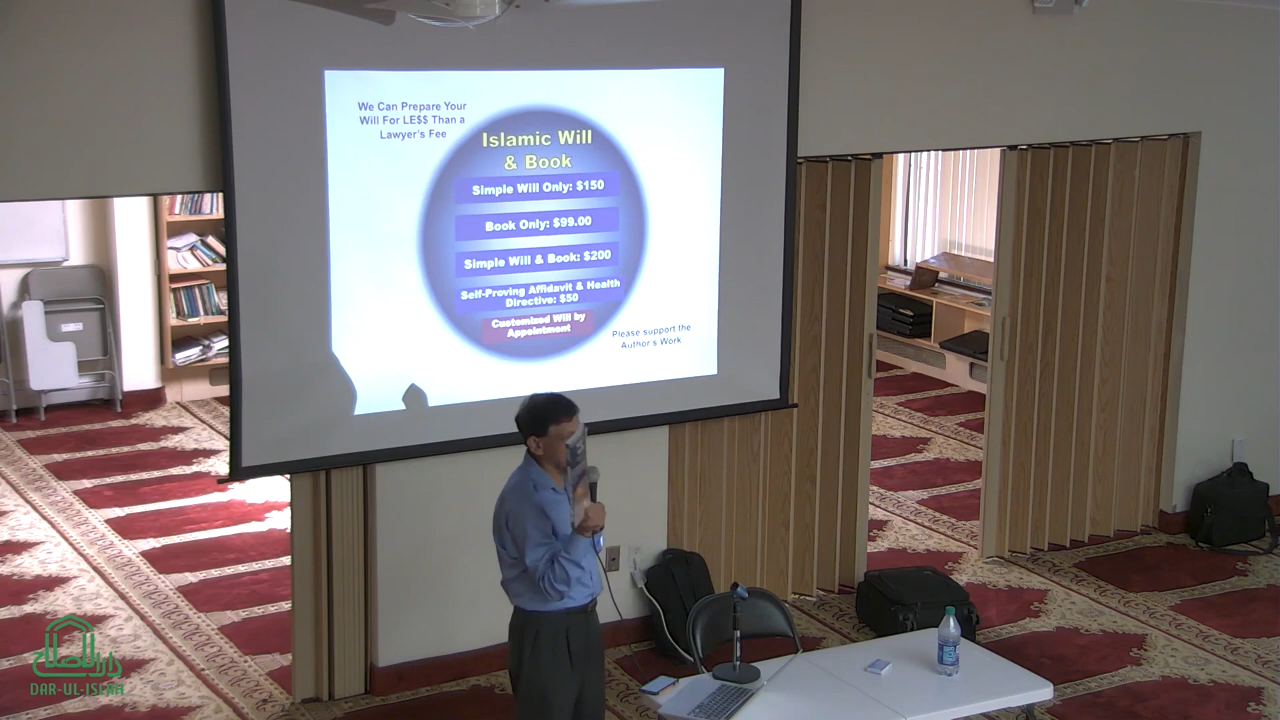 We Can Prepare Your
Will For LE$$ Than a
Lawyer's Fee
Islamic Will
& Book
Simple Will Only: $150
Book Only: $99.00
Simple Will & Book: $200
Self-Proving Affidavit & Health
Directive: $50
Customized Will by
Appointment
Please support the
Author's Work
DAR-UL-ISLAH